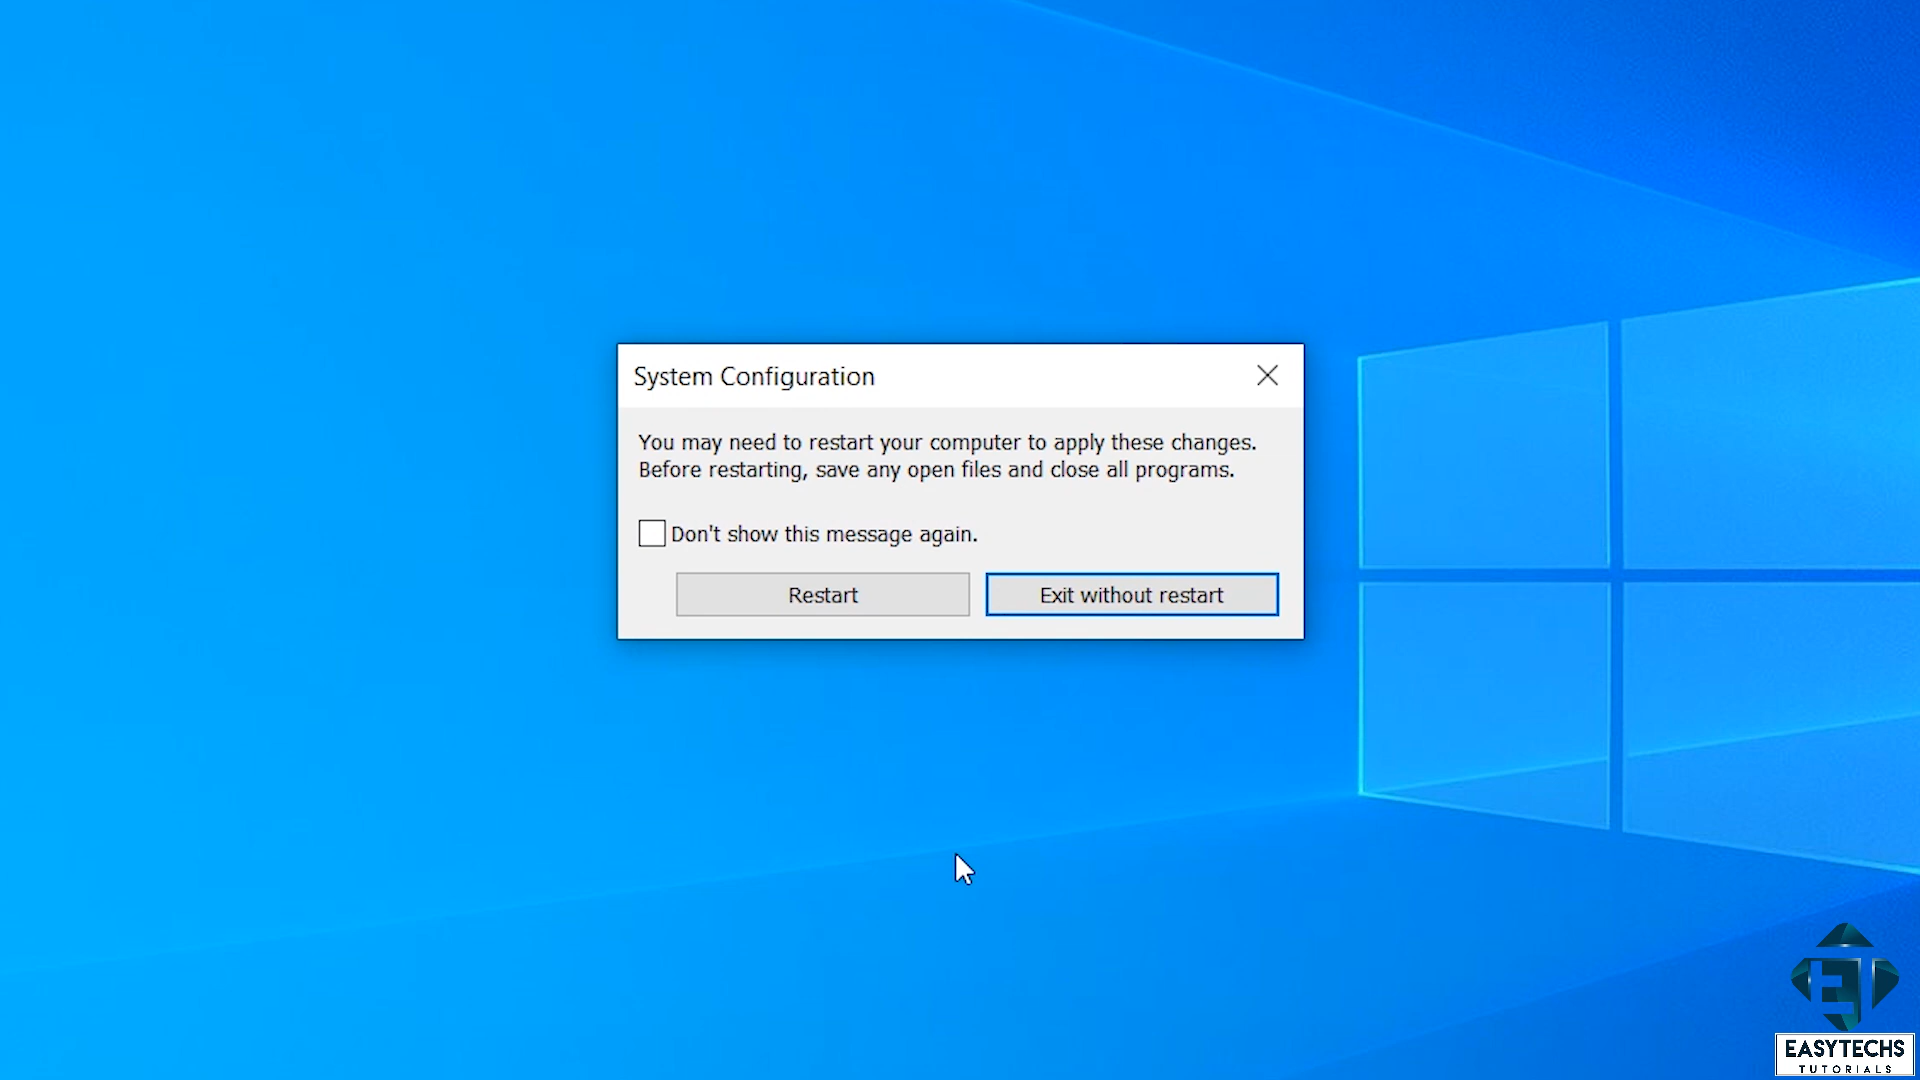 System Configuration
You may need to restart your computer to apply these changes.
Before restarting, save any open files and close all programs.
Don't show this message again.
Restart
Exit without restart
ET
EASYTECHS
TUTORIALS